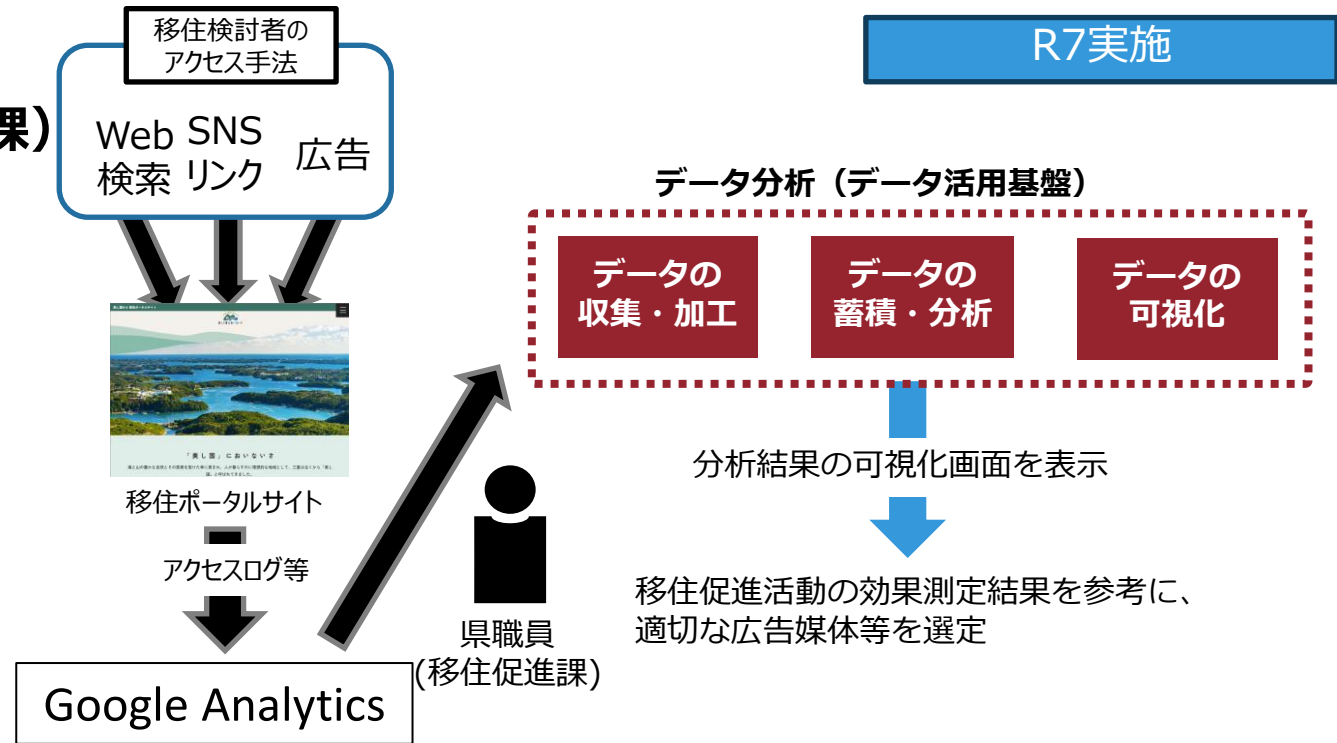 移住検討者の
アクセス手法
R7実施
課）
Web
検索
SNS
リンク
広告
データ分析（データ活用基盤）
データの
収集・加工
データの
蓄積・分析
データの
可視化
「美し国」においないさ
移住ポータルサイト
アクセスログ等
Google Analytics
県職員
(移住促進課)
分析結果の可視化画面を表示
移住促進活動の効果測定結果を参考に、
適切な広告媒体等を選定